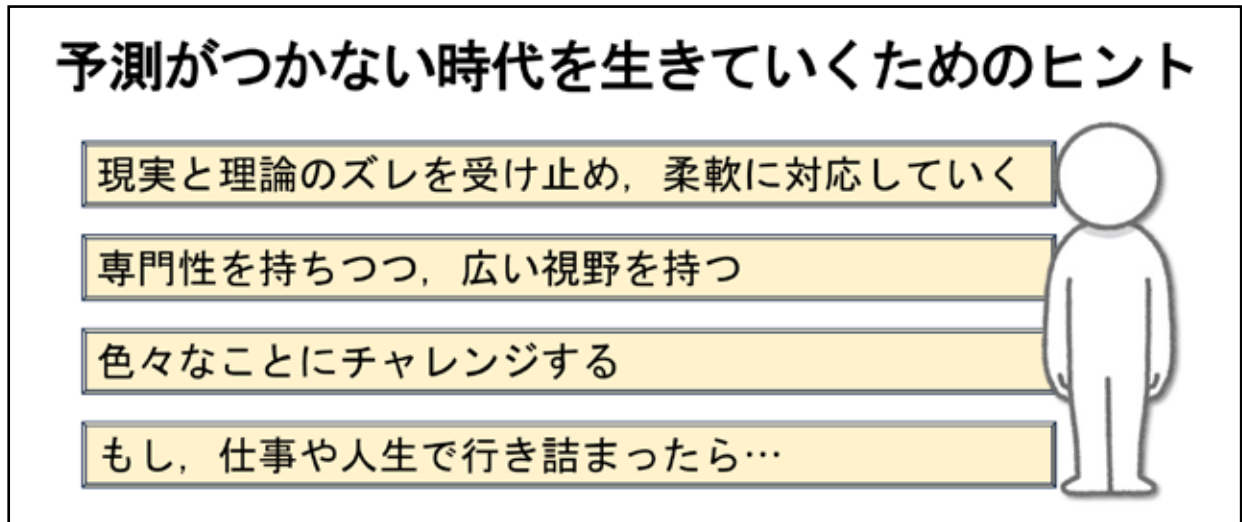 予測がつかない時代を生きていくためのヒント
現実と理論のズレを受け止め，柔軟に対応していく
専門性を持ちつつ，広い視野を持つ
色々なことにチャレンジする
もし，仕事や人生で行き詰まったら…